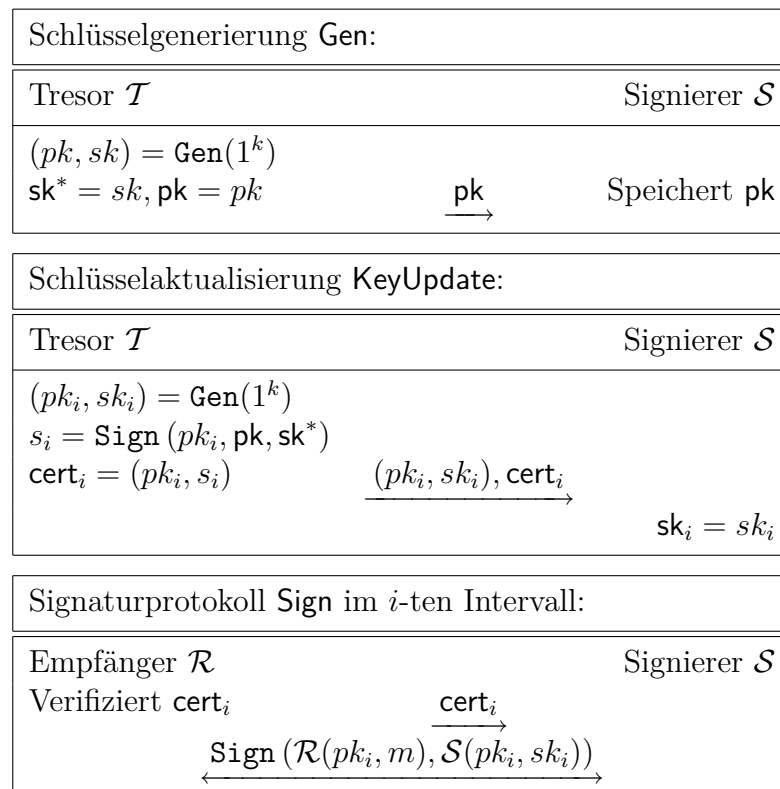 Schlüsselgenerierung Gen:
Tresor 𝒯 Signierer 𝒮
(pk, sk) = Gen(1^k)
sk* = sk, pk = pk pk → Speichert pk
Schlüsselaktualisierung KeyUpdate:
Tresor 𝒯 Signierer 𝒮
(pk_i, sk_i) = Gen(1^k)
s_i = Sign (pk_i, pk, sk*)
cert_i = (pk_i, s_i) (pk_i, sk_i), cert_i →
sk_i = sk_i
Signaturprotokoll Sign im i-ten Intervall:
Empfänger ℛ Signierer 𝒮
Verifiziert cert_i cert_i →
Sign (ℛ(pk_i, m), 𝒮(pk_i, sk_i)) ↔